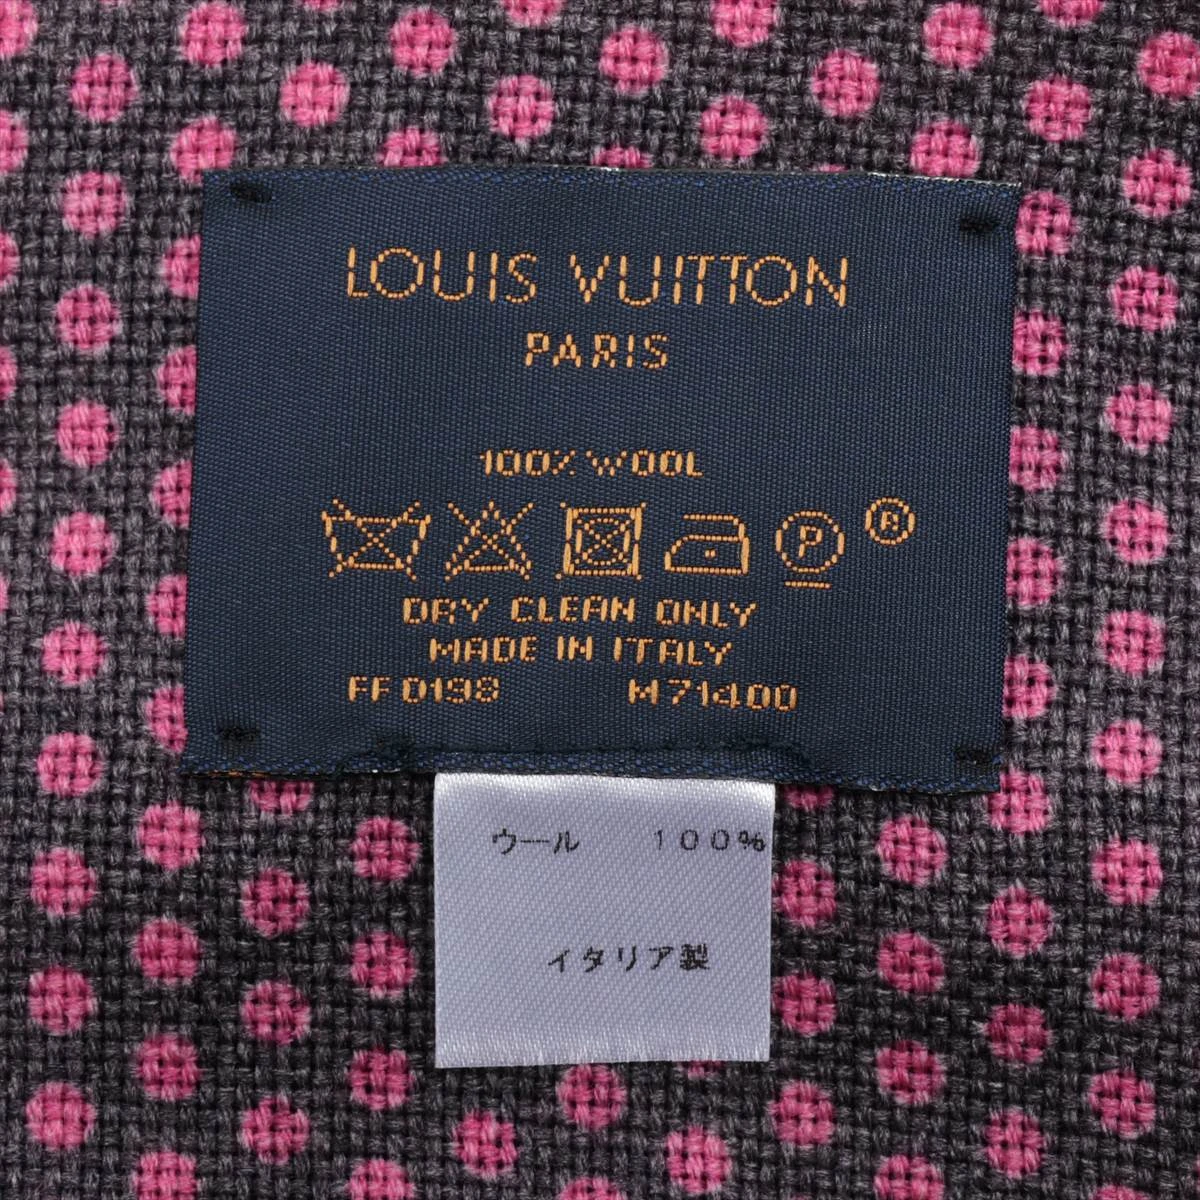 LOUIS VUITTON
PARIS
100% WOOL
P ®
DRY CLEAN ONLY
MADE IN ITALY
FF0198 M71400
ウール 100%
イタリア製